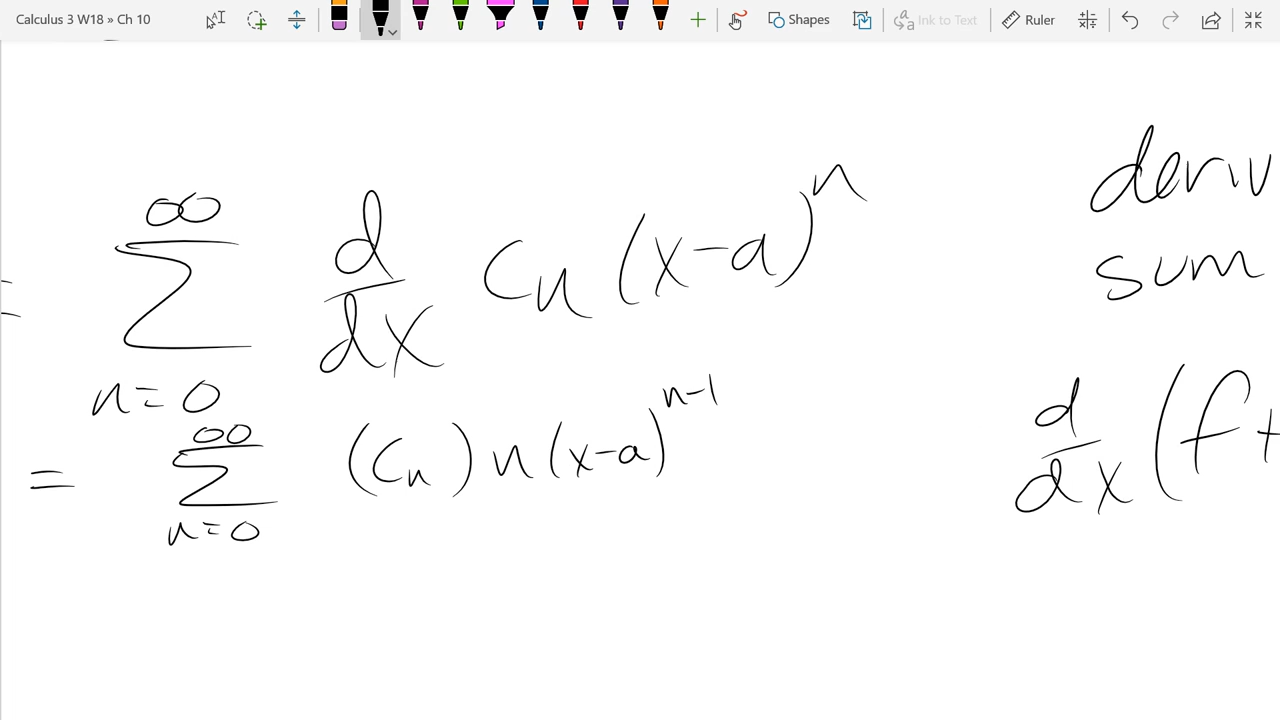 Calculus 3 W18 » Ch 10
Shapes
Ink to Text
Ruler
= ∞ Σ n=0 d/dx Cn (x-a)^n
= ∞ Σ n=0 (Cn) n (x-a)^n-1
deriv
sum
d/dx (f +